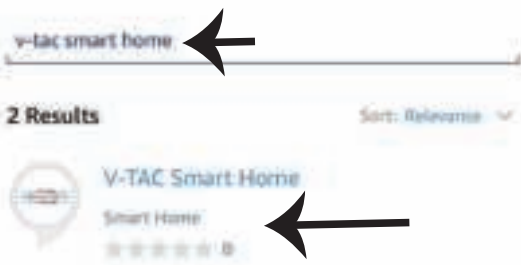 v-tac smart home
2 Results
Sort: Relevance
V-TAC Smart Home
Smart Home
0